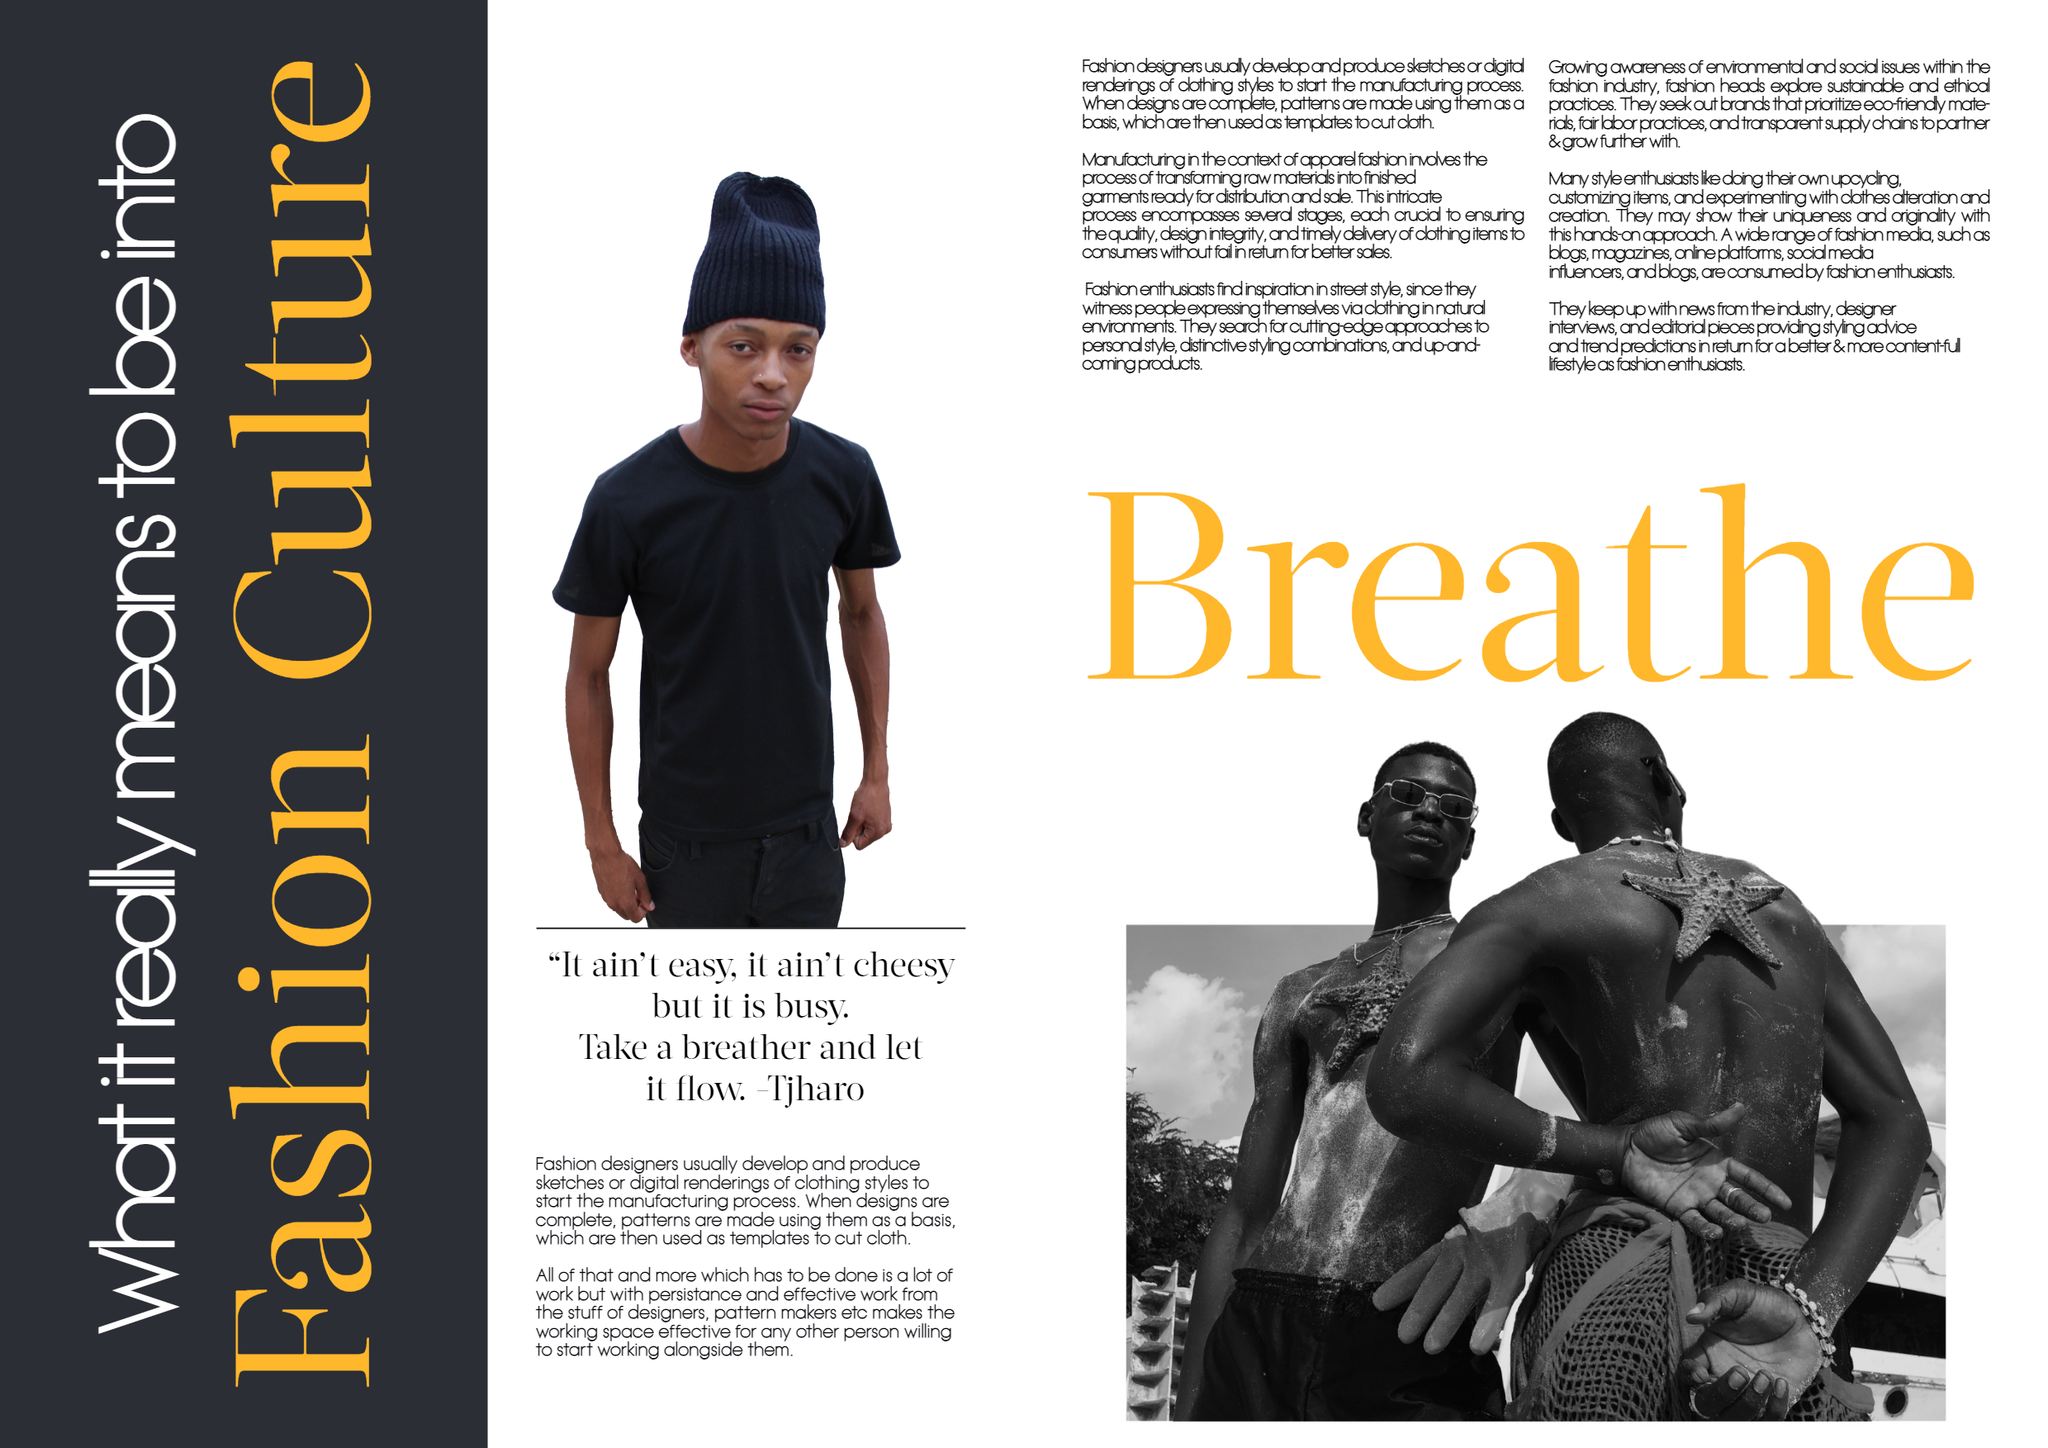 What it really means to be into
Fashion Culture
“It ain’t easy, it ain’t cheesy
but it is busy.
Take a breather and let
it flow. -Tjharo
Fashion designers usually develop and produce
sketches or digital renderings of clothing styles to
start the manufacturing process. When designs are
complete, patterns are made using them as a basis,
which are then used as templates to cut cloth.
All of that and more which has to be done is a lot of
work but with persistance and effective work from
the stuff of designers, pattern makers etc makes the
working space effective for any other person willing
to start working alongside them.
Fashion designers usually develop and produce sketches or digital
renderings of clothing styles to start the manufacturing process.
When designs are complete, patterns are made using them as a
basis, which are then used as templates to cut cloth.
Manufacturing in the context of apparel fashion involves the
process of transforming raw materials into finished
garments ready for distribution and sale. This intricate
process encompasses several stages, each crucial to ensuring
the quality, design integrity, and timely delivery of clothing items to
consumers without fail in return for better sales.
Fashion enthusiasts find inspiration in street style, since they
witness people expressing themselves via clothing in natural
environments. They search for cutting-edge approaches to
personal style, distinctive styling combinations, and up-and-
coming products.
Growing awareness of environmental and social issues within the
fashion industry, fashion heads explore sustainable and ethical
practices. They seek out brands that prioritize eco-friendly mate-
rials, fair labor practices, and transparent supply chains to partner
& grow further with.
Many style enthusiasts like doing their own upcycling,
customizing items, and experimenting with clothes alteration and
creation. They may show their uniqueness and originality with
this hands-on approach. A wide range of fashion media, such as
blogs, magazines, online platforms, social media
influencers, and blogs, are consumed by fashion enthusiasts.
They keep up with news from the industry, designer
interviews, and editorial pieces providing styling advice
and trend predictions in return for a better & more content-full
lifestyle as fashion enthusiasts.
Breathe